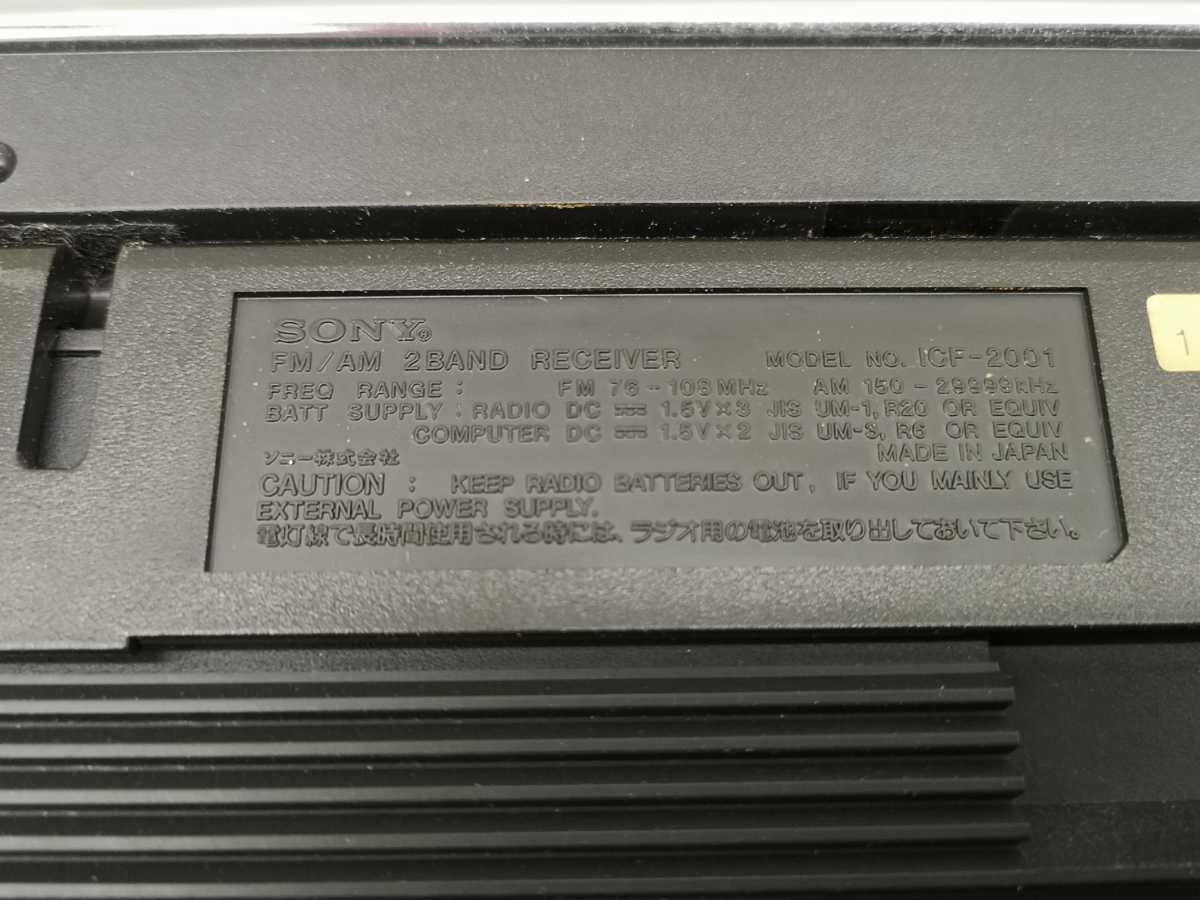 SONY®
FM/AM 2 BAND RECEIVER MODEL NO. ICF-2001
FREQ RANGE : FM 76 - 108 MHz AM 150 - 29999kHz
BATT SUPPLY : RADIO DC ⎓ 1.5V×3 JIS UM-1, R20 OR EQUIV
COMPUTER DC ⎓ 1.5V×2 JIS UM-3, R6 OR EQUIV
ソニー株式会社 MADE IN JAPAN
CAUTION : KEEP RADIO BATTERIES OUT, IF YOU MAINLY USE
EXTERNAL POWER SUPPLY.
電灯線で長時間使用される時には、ラジオ用の電池を取り出しておいて下さい。
1